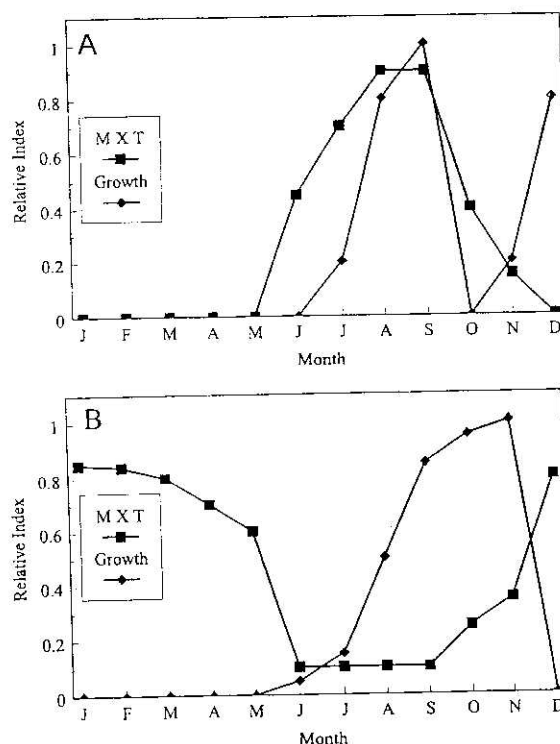 A
1
0.8
0.6
0.4
0.2
0
Relative Index
M X T
Growth
J F M A M J J A S O N D
Month
B
1
0.8
0.6
0.4
0.2
0
Relative Index
M X T
Growth
J F M A M J J A S O N D
Month